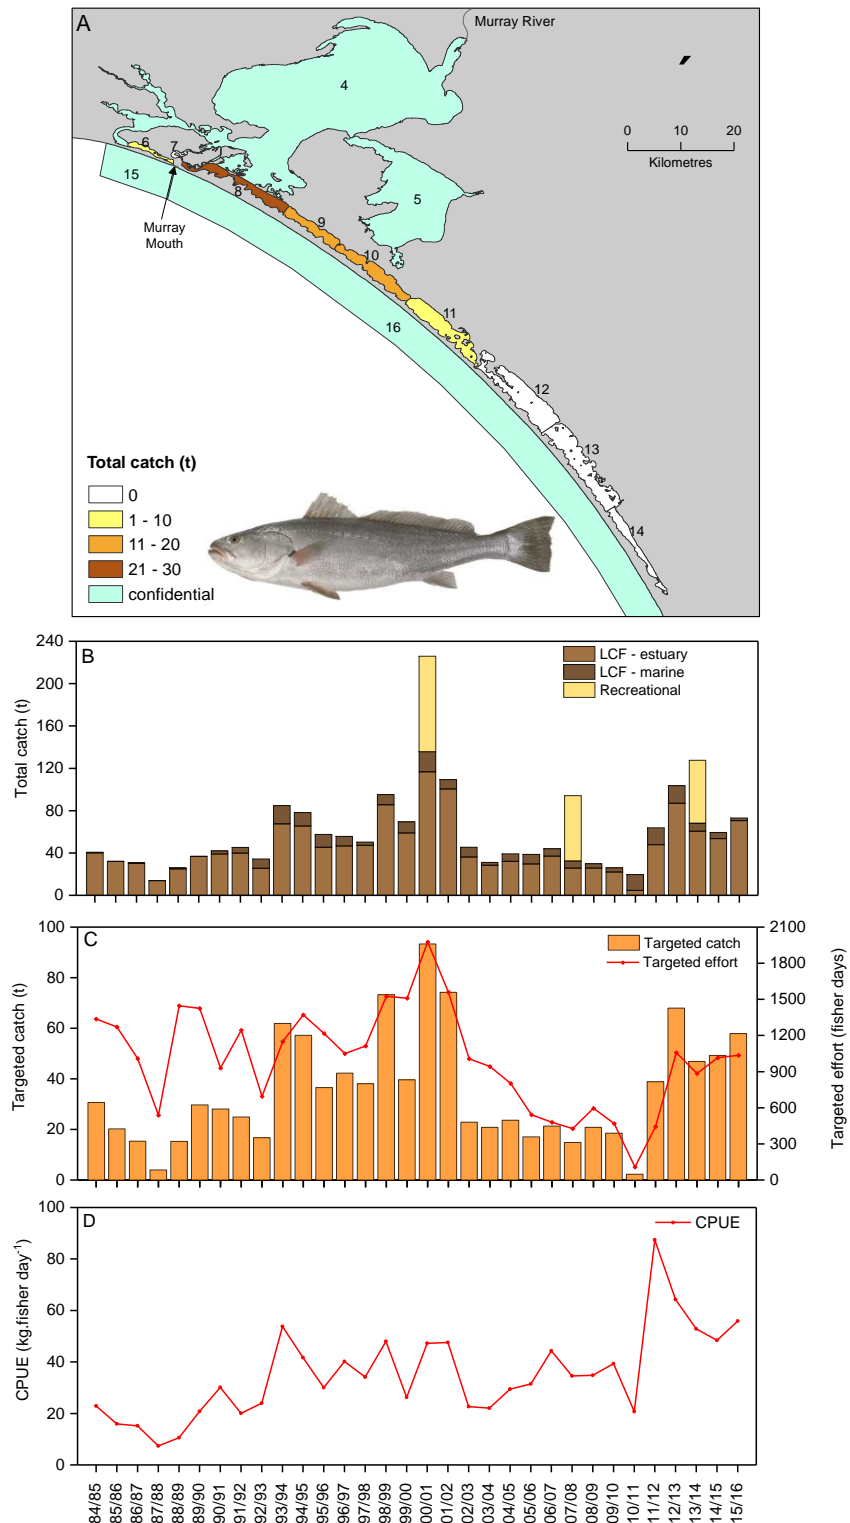 A
Murray River
4
0 10 20
Kilometres
6
7
15
8
5
Murray
Mouth
9
10
11
16
12
13
14
Total catch (t)
0
1 - 10
11 - 20
21 - 30
confidential
B
Total catch (t)
240
200
160
120
80
40
0
LCF - estuary
LCF - marine
Recreational
C
Targeted catch (t)
100
80
60
40
20
0
Targeted catch
Targeted effort
2100
1800
1500
1200
900
600
300
0
Targeted effort (fisher days)
D
CPUE (kg.fisher day-1)
100
80
60
40
20
0
CPUE
84/85 85/86 86/87 87/88 88/89 89/90 90/91 91/92 92/93 93/94 94/95 95/96 96/97 97/98 98/99 99/00 00/01 01/02 02/03 03/04 04/05 05/06 06/07 07/08 08/09 09/10 10/11 11/12 12/13 13/14 14/15 15/16